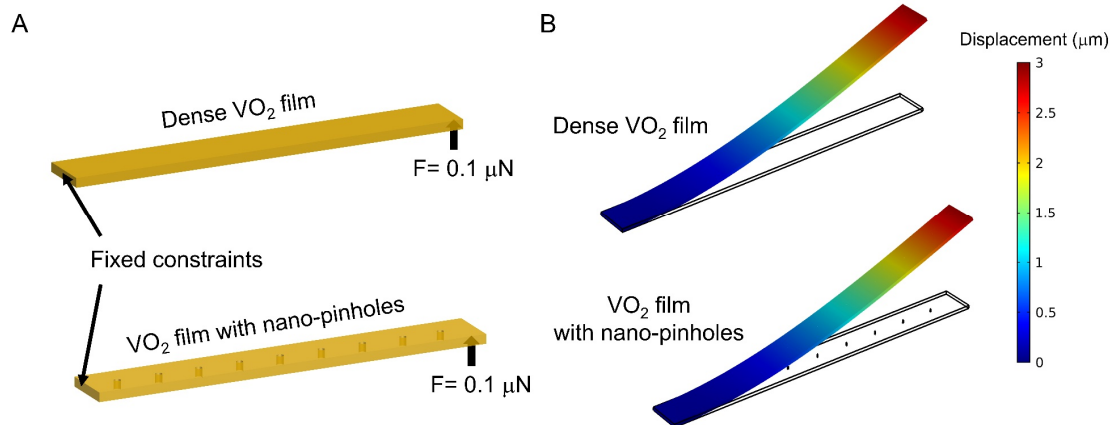 A
Dense VO₂ film
F= 0.1 μN
Fixed constraints
VO₂ film with nano-pinholes
F= 0.1 μN
B
Dense VO₂ film
VO₂ film
with nano-pinholes
Displacement (μm)
3
2.5
2
1.5
1
0.5
0